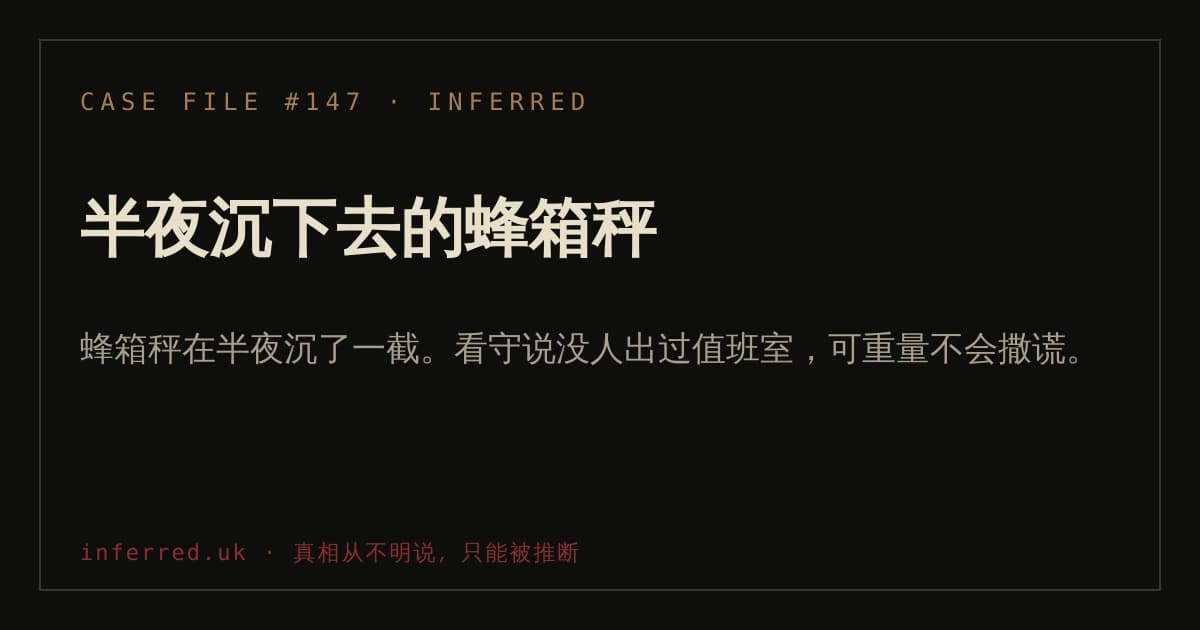 CASE FILE #147 · INFERRED
半夜沉下去的蜂箱秤
蜂箱秤在半夜沉了一截。看守说没人出过值班室，可重量不会撒谎。
inferred.uk · 真相从不明说，只能被推断